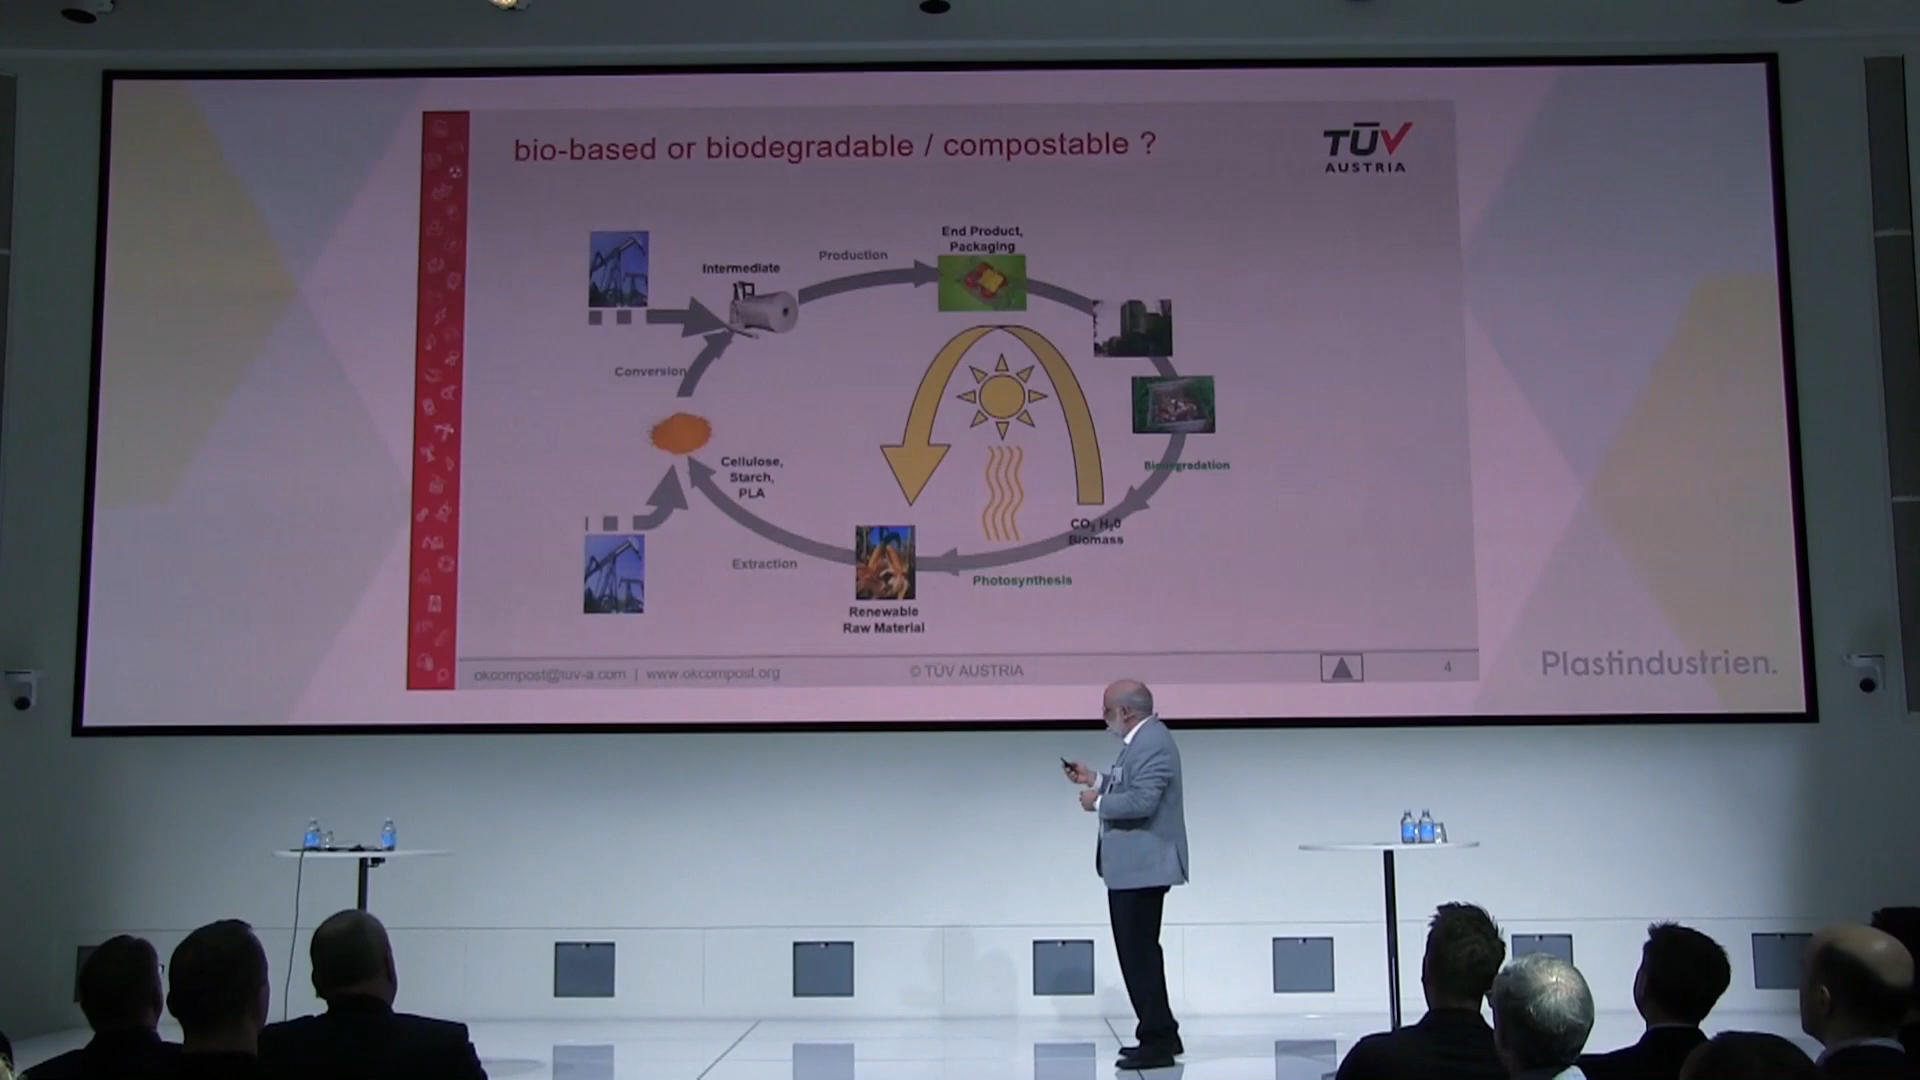 bio-based or biodegradable / compostable ?
TÜV
AUSTRIA
End Product,
Packaging
Production
Intermediate
Conversion
Cellulose,
Starch,
PLA
Biodegradation
CO₂ H₂0
Biomass
Extraction
Photosynthesis
Renewable
Raw Material
okcompost@tuv-a.com | www.okcompost.org
© TÜV AUSTRIA
4
Plastindustrien.